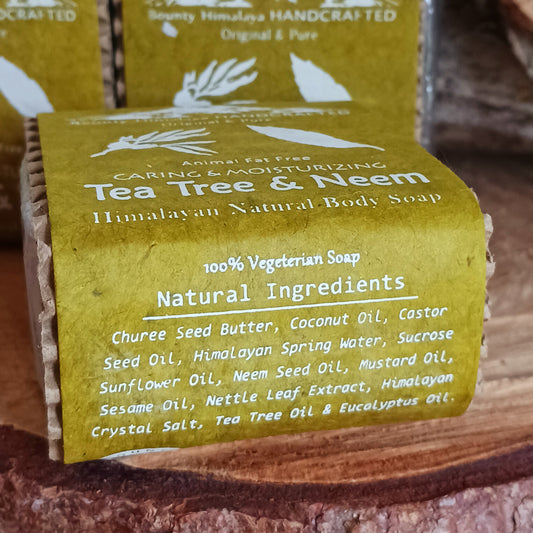 NDCRAFTED
Bounty Himalaya HANDCRAFTED
Original & Pure
HANDCRAFTED
Animal Fat Free
CARING & MOISTURIZING
Tea Tree & Neem
Himalayan Natural Body Soap
100% Vegeterian Soap
Natural Ingredients
Churee Seed Butter, Coconut Oil, Castor
Seed Oil, Himalayan Spring Water, Sucrose
Sunflower Oil, Neem Seed Oil, Mustard Oil,
Sesame Oil, Nettle Leaf Extract, Himalayan
Crystal Salt, Tea Tree Oil & Eucalyptus Oil.